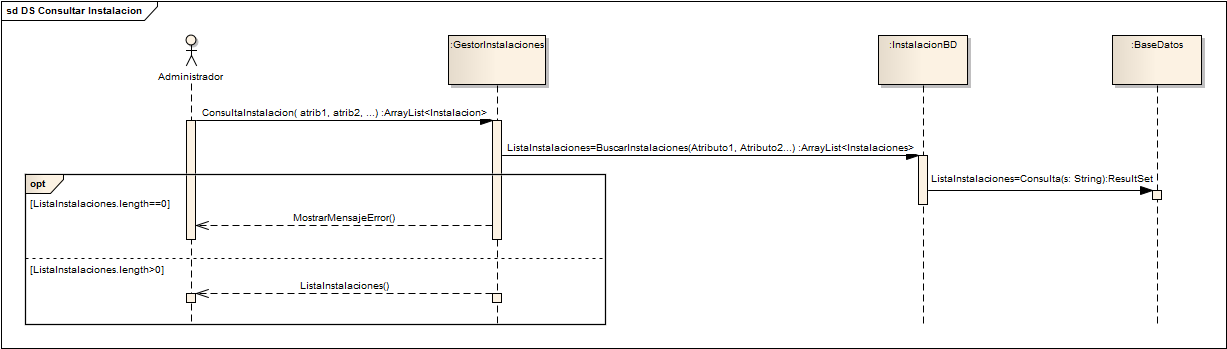 sd DS Consultar Instalacion
:GestorInstalaciones
:InstalacionBD
:BaseDatos
Administrador
ConsultaInstalacion( atrib1, atrib2, ...) :ArrayList<Instalacion>
ListaInstalaciones=BuscarInstalaciones(Atributo1, Atributo2...) :ArrayList<Instalaciones>
ListaInstalaciones=Consulta(s: String):ResultSet
opt
[ListaInstalaciones.length==0]
MostrarMensajeError()
[ListaInstalaciones.length>0]
ListaInstalaciones()